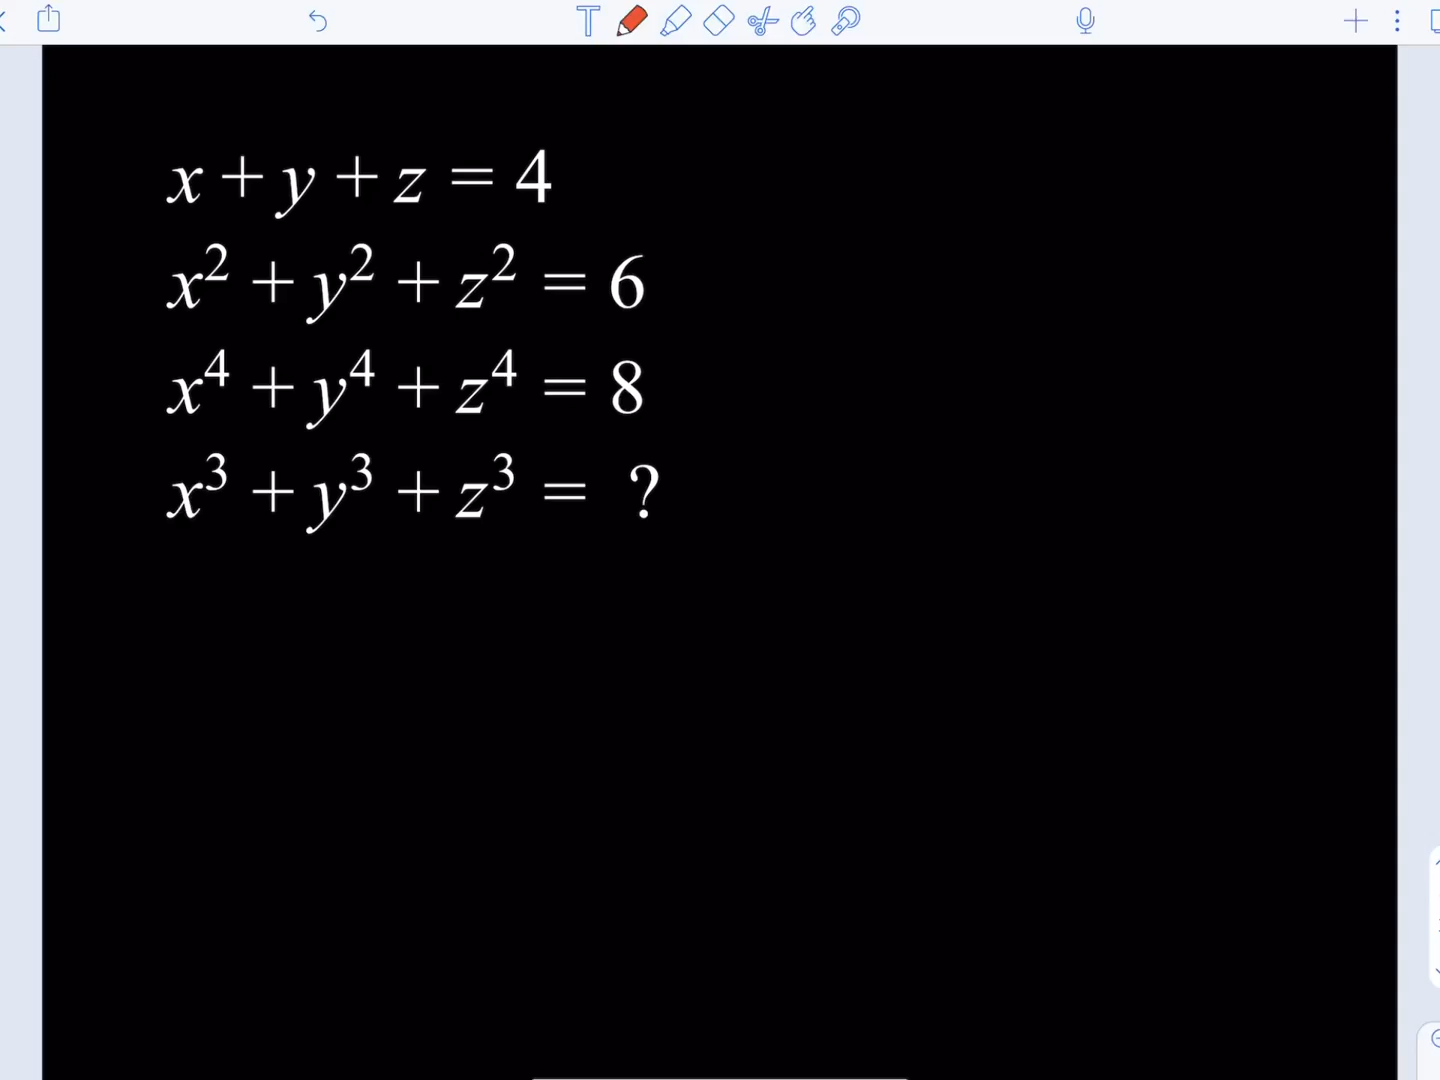 x + y + z = 4
x² + y² + z² = 6
x⁴ + y⁴ + z⁴ = 8
x³ + y³ + z³ = ?